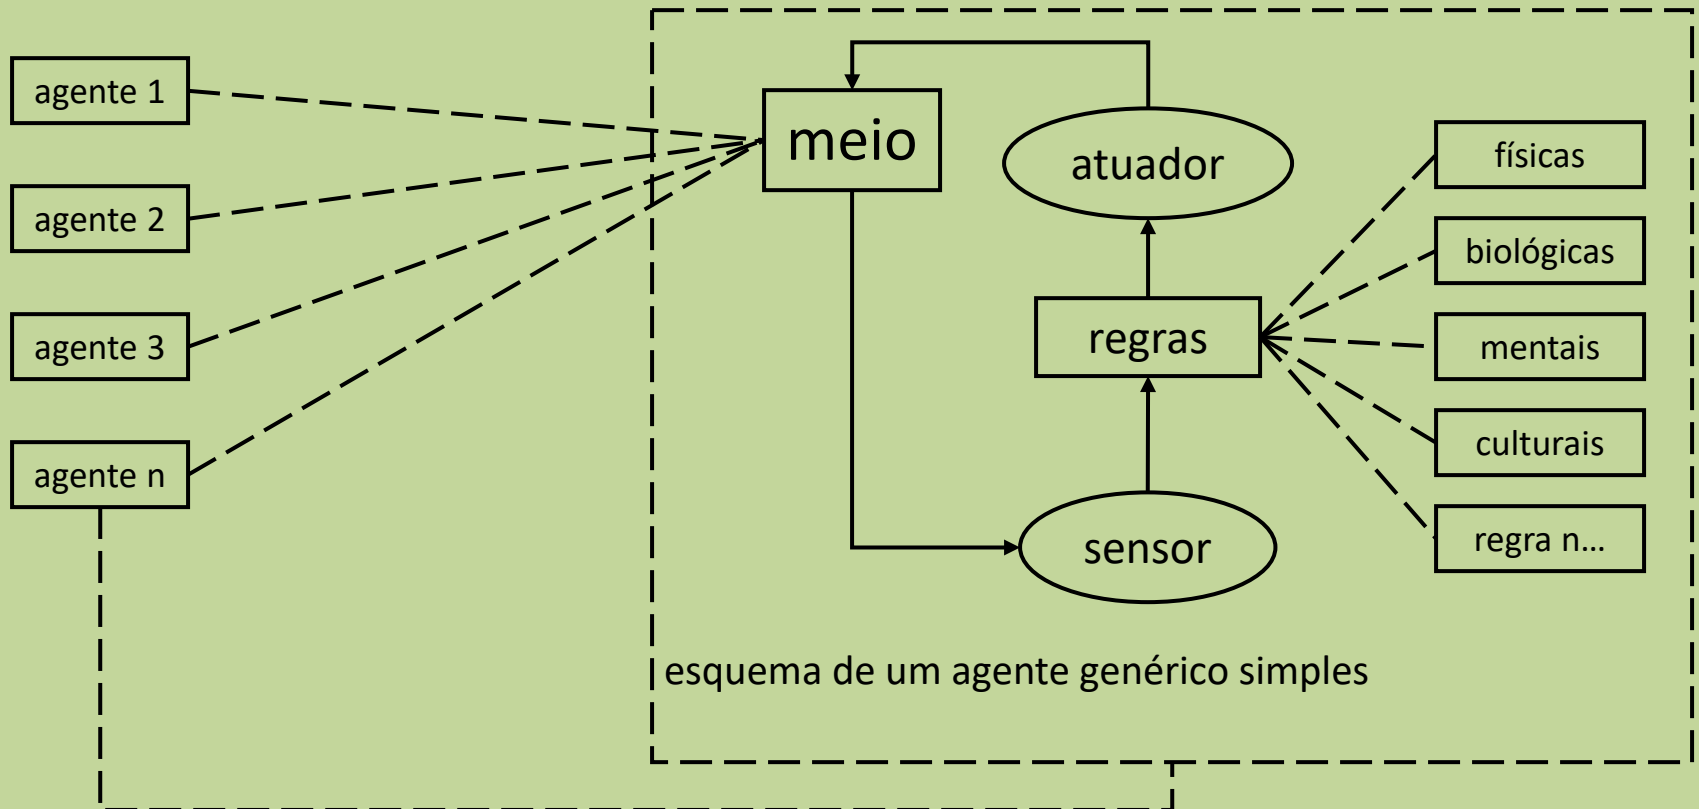 agente 1
agente 2
agente 3
agente n
meio
atuador
regras
sensor
físicas
biológicas
mentais
culturais
regra n...
esquema de um agente genérico simples